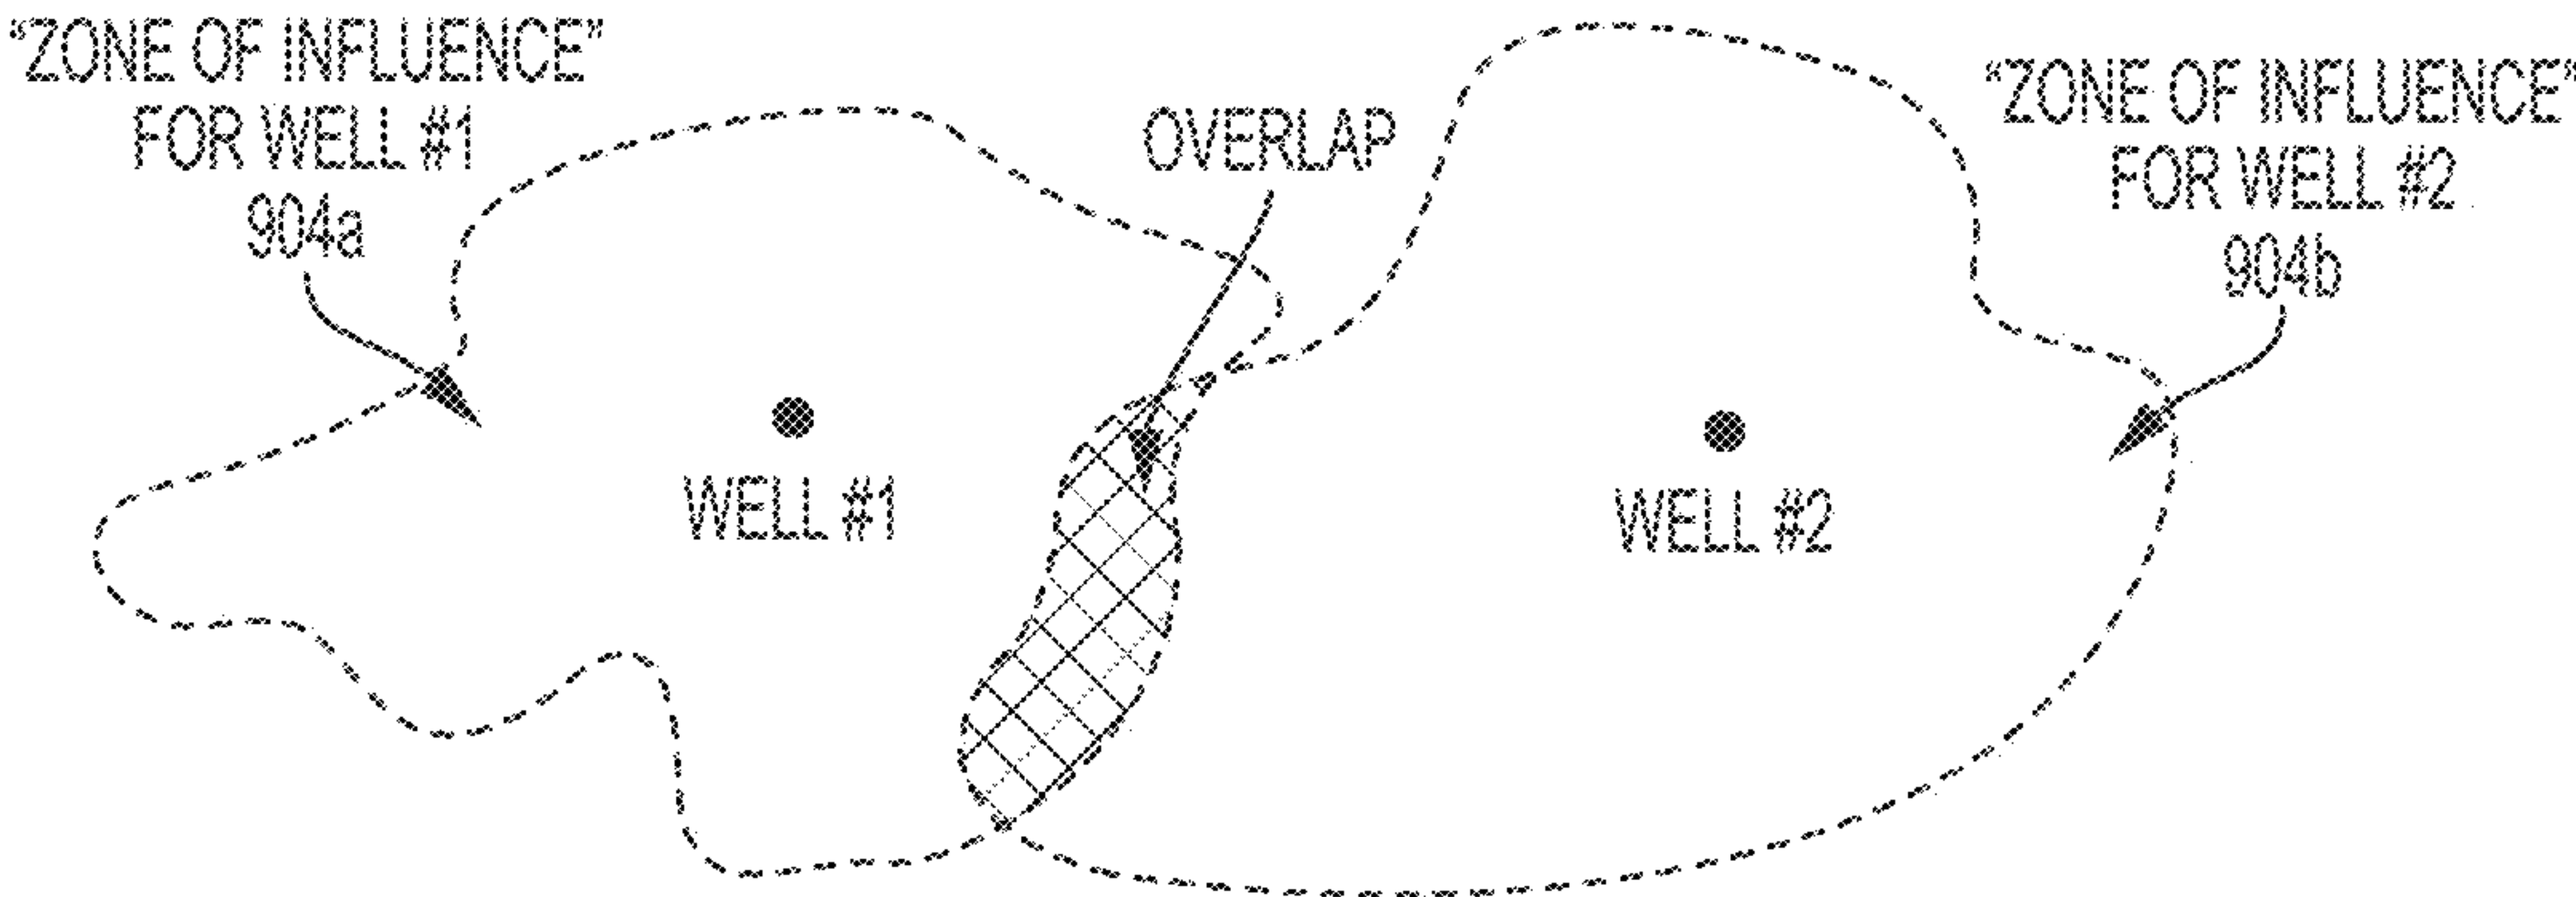 “ZONE OF INFLUENCE”
FOR WELL #1
904a
OVERLAP
“ZONE OF INFLUENCE”
FOR WELL #2
904b
WELL #1
WELL #2